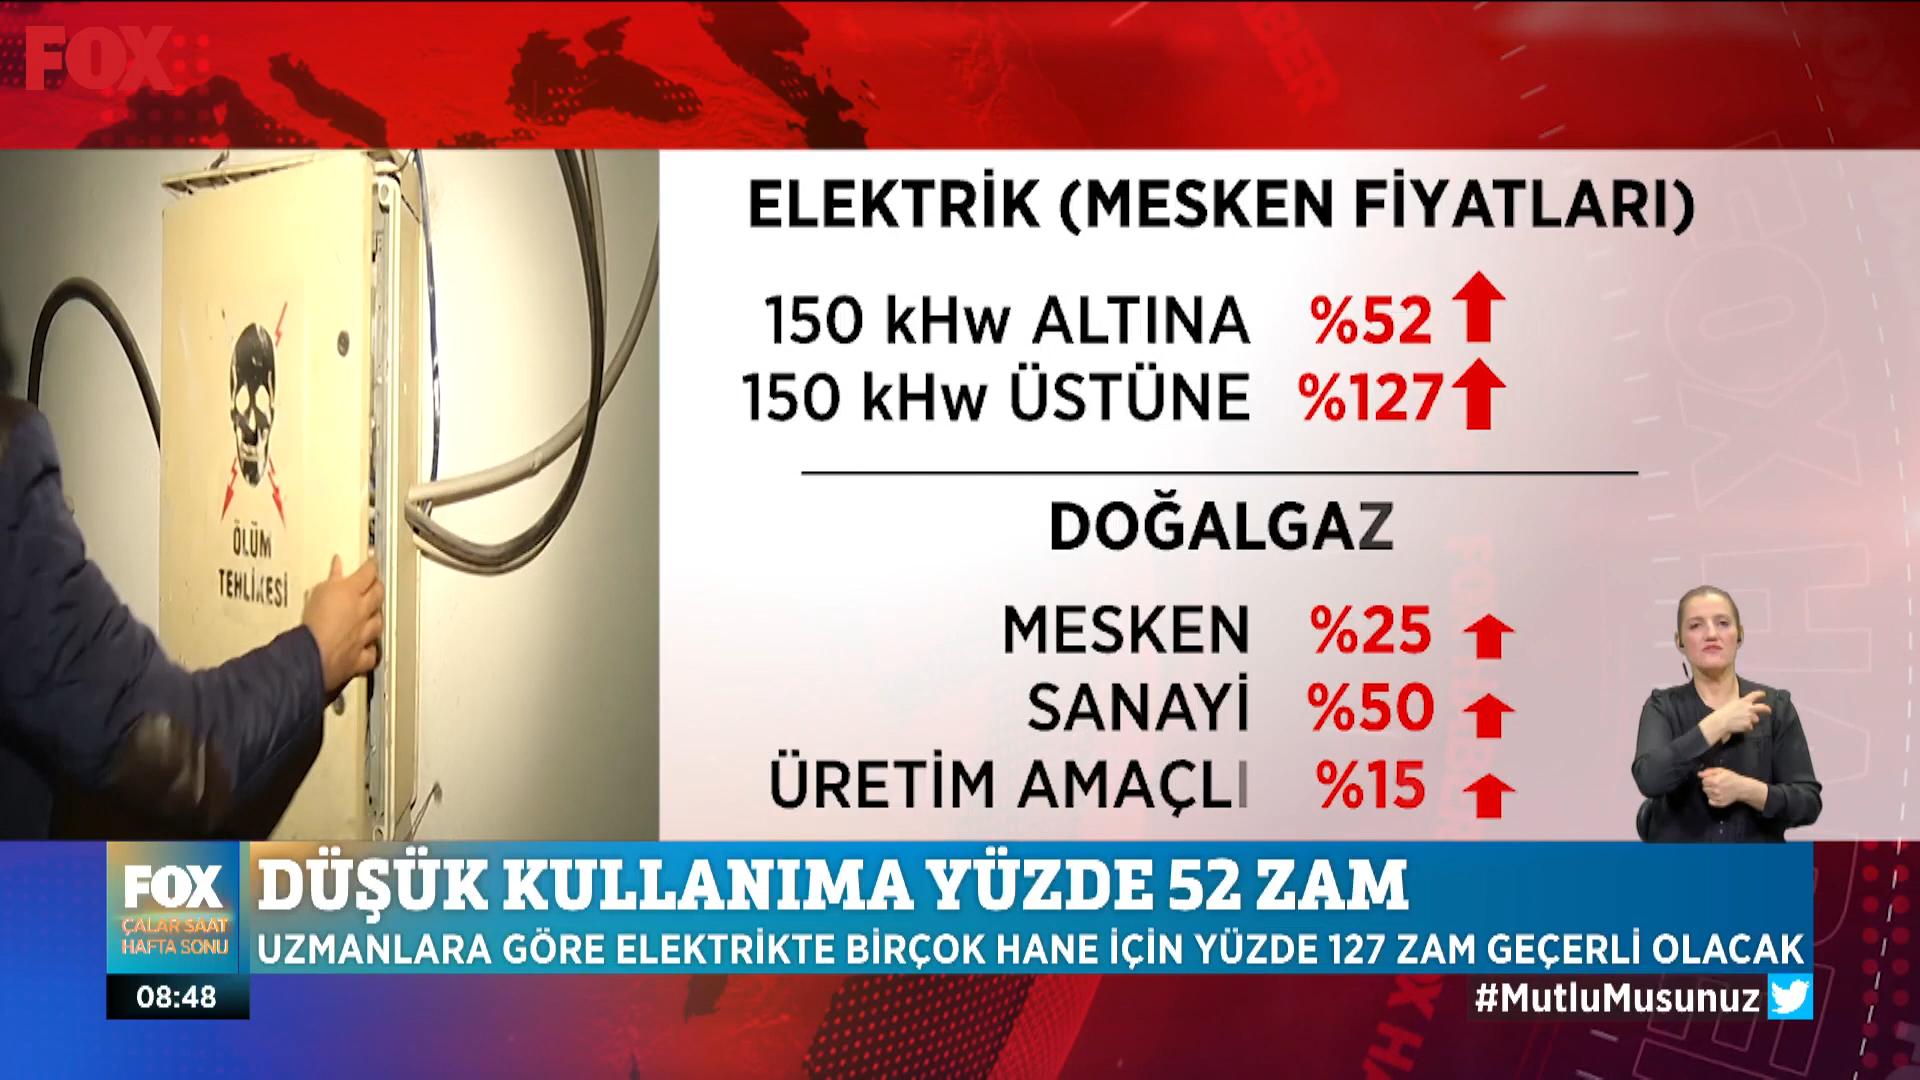 FOX
ELEKTRİK (MESKEN FİYATLARI)
150 kHw ALTINA %52
150 kHw ÜSTÜNE %127
DOĞALGAZ
MESKEN %25
SANAYİ %50
ÜRETİM AMAÇLI %15
ÖLÜM
TEHLİKESİ
FOX
ÇALAR SAAT
HAFTA SONU
DÜŞÜK KULLANIMA YÜZDE 52 ZAM
UZMANLARA GÖRE ELEKTRİKTE BİRÇOK HANE İÇİN YÜZDE 127 ZAM GEÇERLİ OLACAK
08:48
#MutluMusunuz